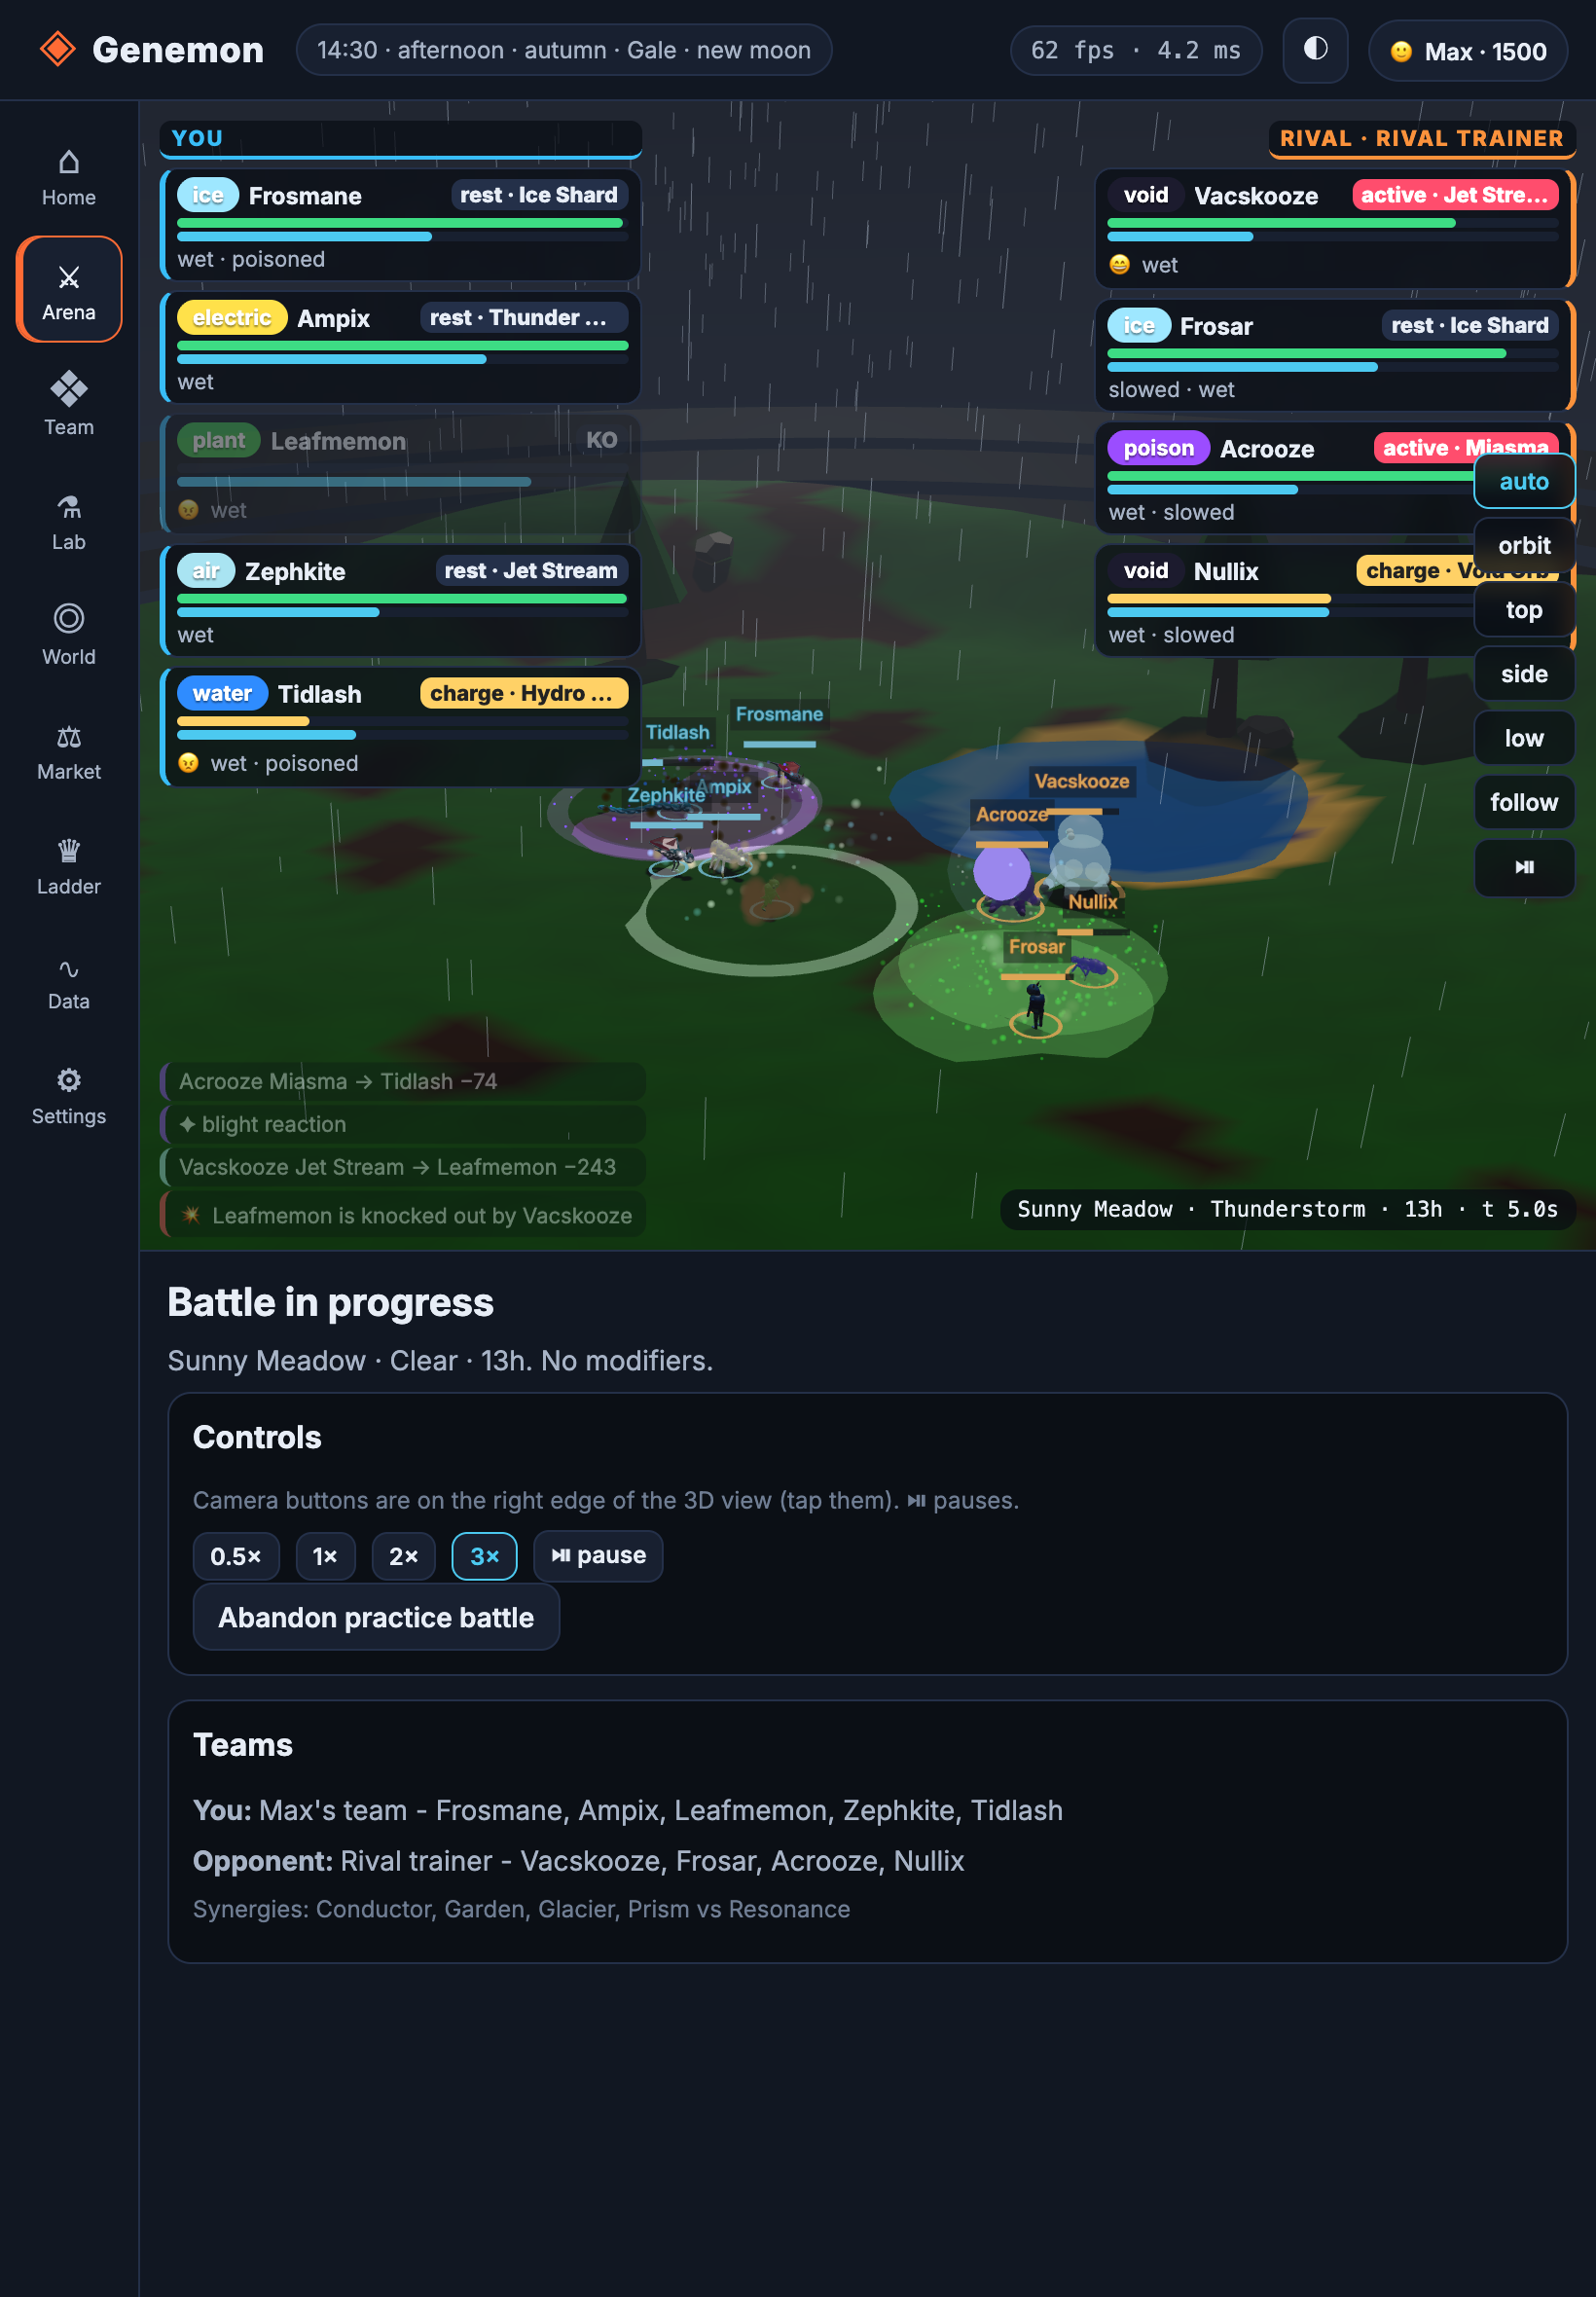 Genemon
14:30 · afternoon · autumn · Gale · new moon
62 fps · 4.2 ms
Max · 1500
Home
Arena
Team
Lab
World
Market
Ladder
Data
Settings
YOU
ice Frosmane rest · Ice Shard
wet · poisoned
electric Ampix rest · Thunder ...
wet
plant Leafmemon KO
wet
air Zephkite rest · Jet Stream
wet
water Tidlash charge · Hydro ...
wet · poisoned
RIVAL · RIVAL TRAINER
void Vacskooze active · Jet Stre...
wet
ice Frosar rest · Ice Shard
slowed · wet
poison Acrooze active · Miasma
wet · slowed
void Nullix charge · Void Orb
wet · slowed
auto
orbit
top
side
low
follow
Frosmane
Tidlash
Ampix
Zephkite
Vacskooze
Acrooze
Nullix
Frosar
Acrooze Miasma → Tidlash −74
✦ blight reaction
Vacskooze Jet Stream → Leafmemon −243
Leafmemon is knocked out by Vacskooze
Sunny Meadow · Thunderstorm · 13h · t 5.0s
Battle in progress
Sunny Meadow · Clear · 13h. No modifiers.
Controls
Camera buttons are on the right edge of the 3D view (tap them). ⏯ pauses.
0.5× 1× 2× 3× ⏯ pause
Abandon practice battle
Teams
You: Max's team - Frosmane, Ampix, Leafmemon, Zephkite, Tidlash
Opponent: Rival trainer - Vacskooze, Frosar, Acrooze, Nullix
Synergies: Conductor, Garden, Glacier, Prism vs Resonance